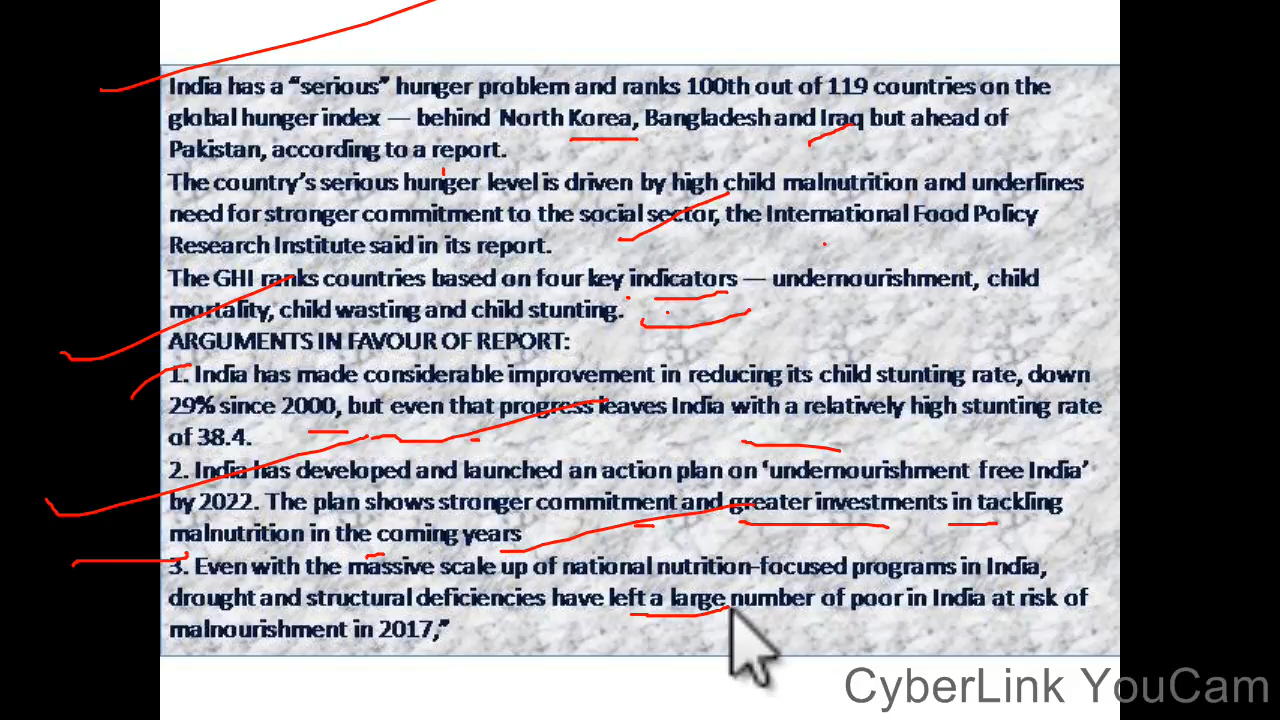 India has a “serious” hunger problem and ranks 100th out of 119 countries on the
global hunger index — behind North Korea, Bangladesh and Iraq but ahead of
Pakistan, according to a report.
The country’s serious hunger level is driven by high child malnutrition and underlines
need for stronger commitment to the social sector, the International Food Policy
Research Institute said in its report.
The GHI ranks countries based on four key indicators — undernourishment, child
mortality, child wasting and child stunting.
ARGUMENTS IN FAVOUR OF REPORT:
1. India has made considerable improvement in reducing its child stunting rate, down
29% since 2000, but even that progress leaves India with a relatively high stunting rate
of 38.4.
2. India has developed and launched an action plan on ‘undernourishment free India’
by 2022. The plan shows stronger commitment and greater investments in tackling
malnutrition in the coming years
3. Even with the massive scale up of national nutrition-focused programs in India,
drought and structural deficiencies have left a large number of poor in India at risk of
malnourishment in 2017,”
CyberLink YouCam